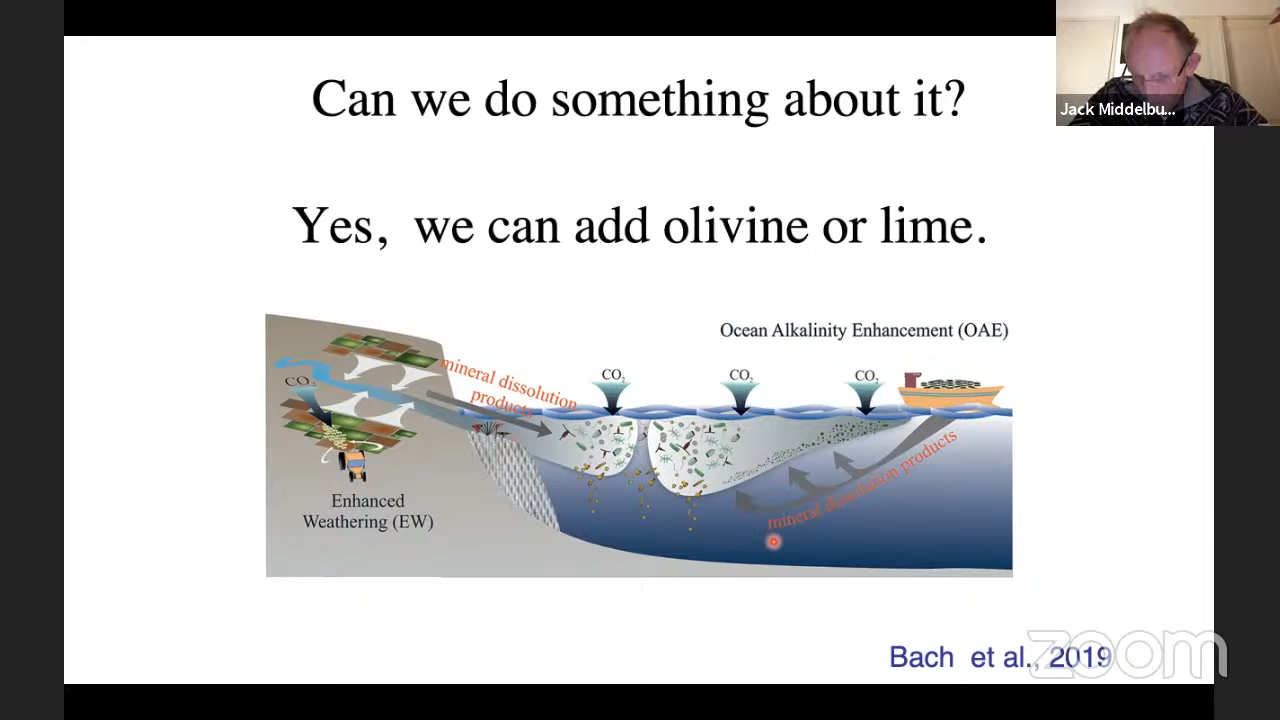 Can we do something about it?
Jack Middelbu...
Yes, we can add olivine or lime.
Ocean Alkalinity Enhancement (OAE)
mineral dissolution
products
CO2
CO2
CO2
CO2
mineral dissolution products
Enhanced
Weathering (EW)
Bach et al., 2019
zoom